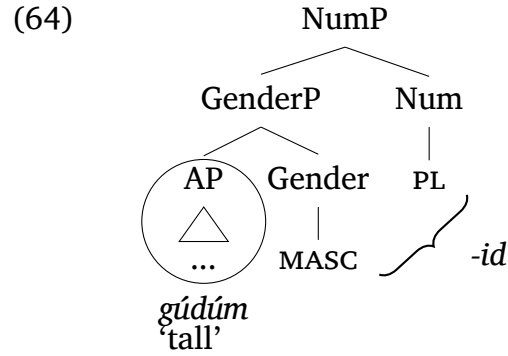 (64) NumP
GenderP Num
AP Gender PL
... MASC -id
gúdúm
‘tall’